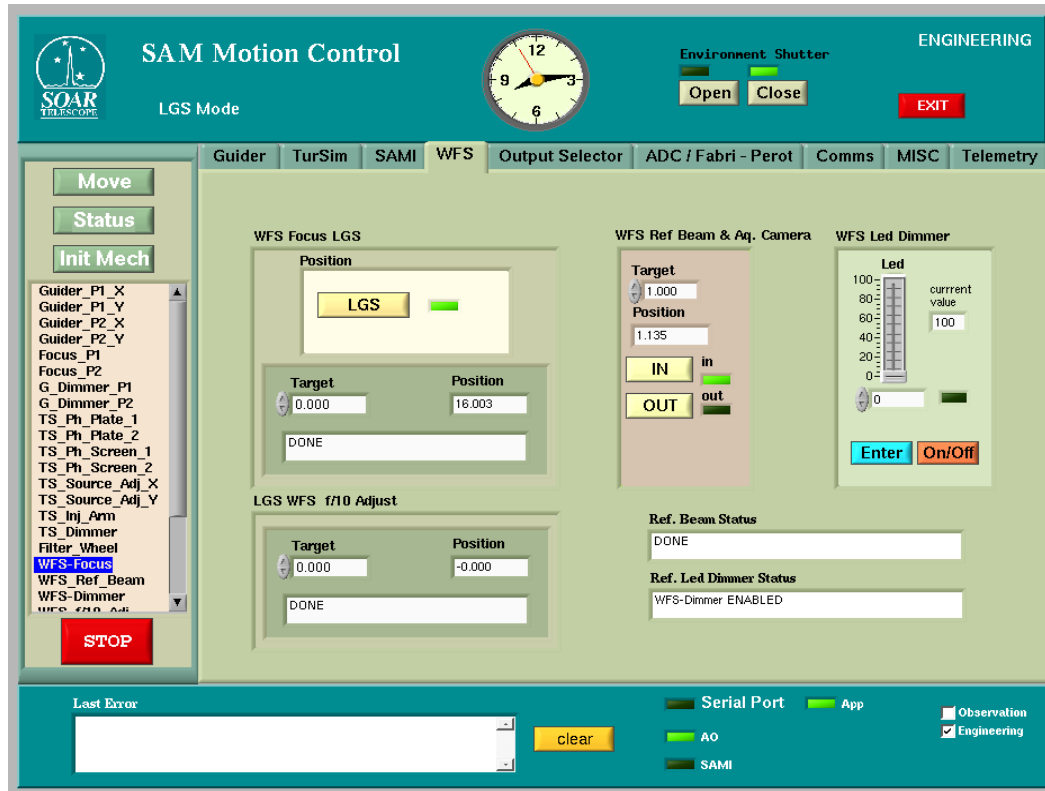 SAM Motion Control
LGS Mode
SOAR
TELESCOPE
12
9
3
6
Environment Shutter
Open
Close
ENGINEERING
EXIT
Guider
TurSim
SAMI
WFS
Output Selector
ADC / Fabri - Perot
Comms
MISC
Telemetry
Move
Status
Init Mech
Guider_P1_X
Guider_P1_Y
Guider_P2_X
Guider_P2_Y
Focus_P1
Focus_P2
G_Dimmer_P1
G_Dimmer_P2
TS_Ph_Plate_1
TS_Ph_Plate_2
TS_Ph_Screen_1
TS_Ph_Screen_2
TS_Source_Adj_X
TS_Source_Adj_Y
TS_Inj_Arm
TS_Dimmer
Filter_Wheel
WFS-Focus
WFS_Ref_Beam
WFS-Dimmer
WFS_f/10_Adj
STOP
WFS Focus LGS
Position
LGS
Target
Position
0.000
16.003
DONE
LGS WFS f/10 Adjust
Target
Position
0.000
-0.000
DONE
WFS Ref Beam & Aq. Camera
Target
1.000
Position
1.135
IN
in
OUT
out
WFS Led Dimmer
Led
100
80
60
40
20
0
currrent
value
100
0
Enter
On/Off
Ref. Beam Status
DONE
Ref. Led Dimmer Status
WFS-Dimmer ENABLED
Last Error
clear
Serial Port
App
AO
SAMI
Observation
Engineering